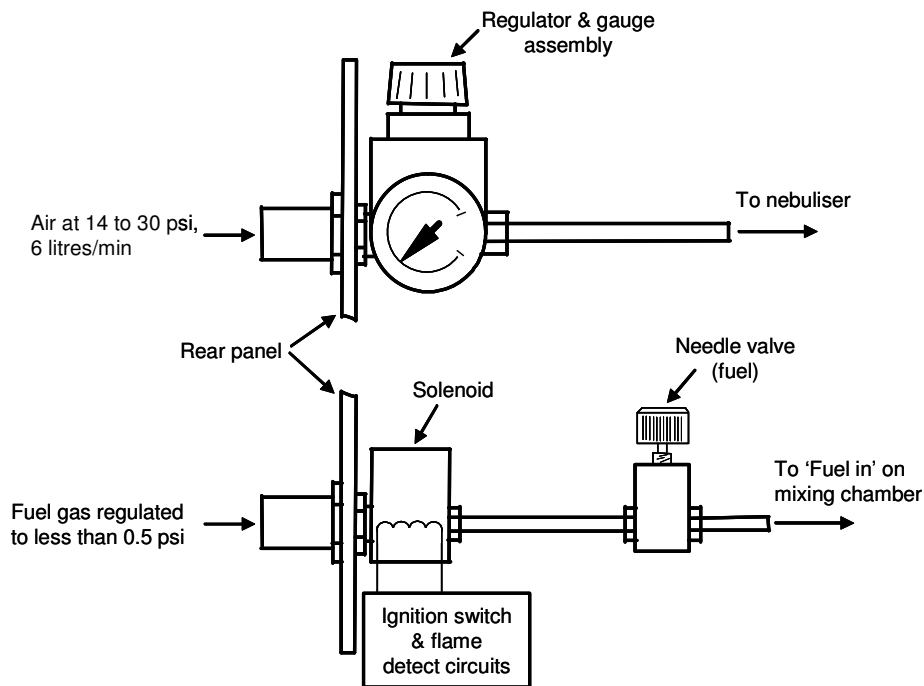 Regulator & gauge
assembly
Air at 14 to 30 psi,
6 litres/min
To nebuliser
Rear panel
Needle valve
(fuel)
Solenoid
To ‘Fuel in’ on
mixing chamber
Fuel gas regulated
to less than 0.5 psi
Ignition switch
& flame
detect circuits